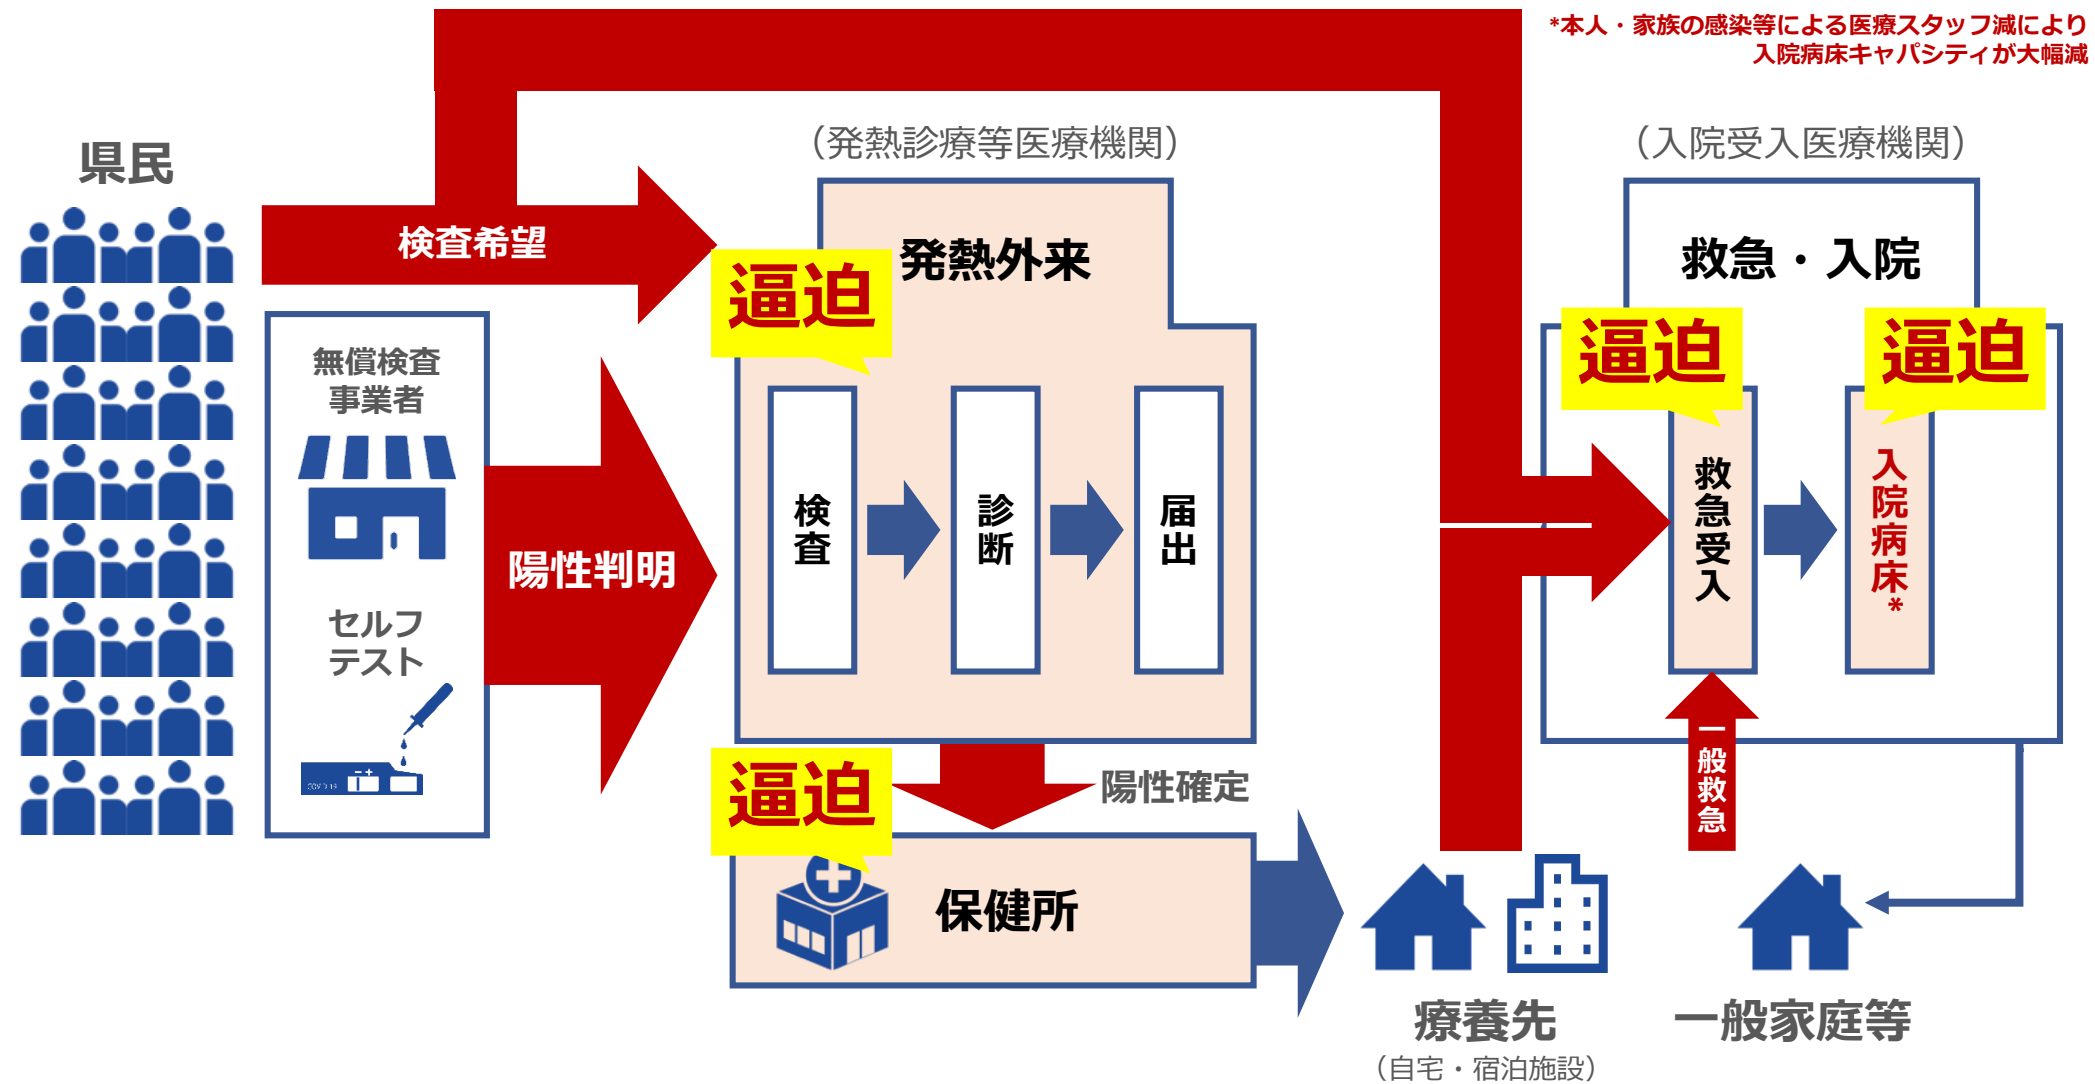 *本人・家族の感染等による医療スタッフ減により
入院病床キャパシティが大幅減
県民
検査希望
無償検査
事業者
セルフ
テスト
陽性判明
（発熱診療等医療機関）
発熱外来
逼迫
検査
診断
届出
陽性確定
逼迫
保健所
療養先
（自宅・宿泊施設）
（入院受入医療機関）
救急・入院
逼迫
逼迫
救急受入
入院病床*
一般救急
一般家庭等